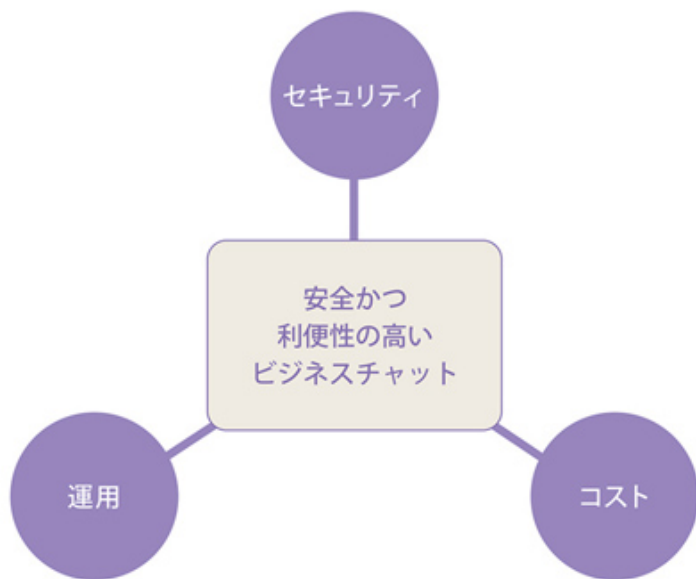 セキュリティ
安全かつ
利便性の高い
ビジネスチャット
運用
コスト